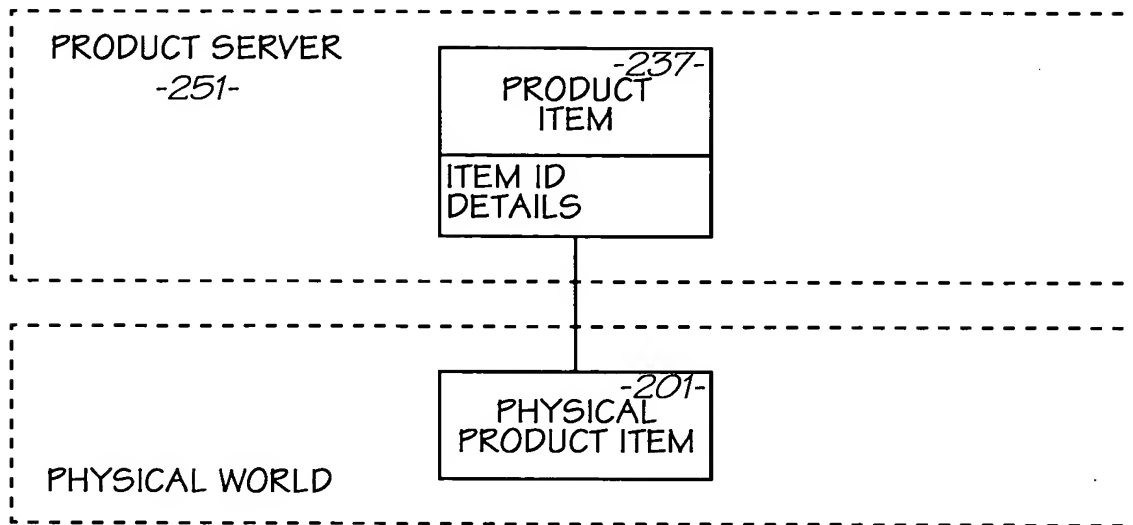 PRODUCT SERVER
-251-
-237-
PRODUCT
ITEM
ITEM ID
DETAILS
-201-
PHYSICAL
PRODUCT ITEM
PHYSICAL WORLD